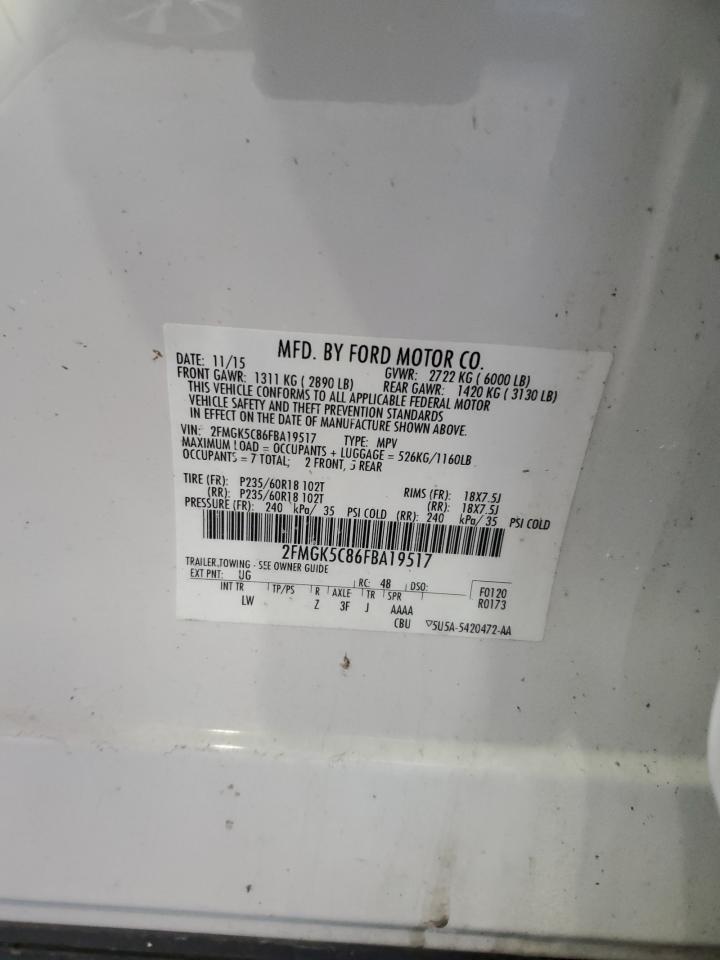 MFD. BY FORD MOTOR CO.
DATE: 11/15 GVWR: 2722 KG ( 6000 LB)
FRONT GAWR: 1311 KG ( 2890 LB) REAR GAWR: 1420 KG ( 3130 LB)
THIS VEHICLE CONFORMS TO ALL APPLICABLE FEDERAL MOTOR
VEHICLE SAFETY AND THEFT PREVENTION STANDARDS
IN EFFECT ON THE DATE OF MANUFACTURE SHOWN ABOVE.
VIN: 2FMGK5C86FBA19517 TYPE: MPV
MAXIMUM LOAD = OCCUPANTS + LUGGAGE = 526KG/1160LB
OCCUPANTS = 7 TOTAL; 2 FRONT, 5 REAR
TIRE (FR): P235/60R18 102T RIMS (FR): 18X7.5J
(RR): P235/60R18 102T (RR): 18X7.5J
PRESSURE (FR): 240 kPa/ 35 PSI COLD (RR): 240 kPa/ 35 PSI COLD
2FMGK5C86FBA19517
TRAILER TOWING - SEE OWNER GUIDE
EXT PNT: UG RC: 48 DSO: F0120
INT TR TP/PS R AXLE TR SPR R0173
LW Z 3F J AAAA
CBU ▽5U5A-5420472-AA